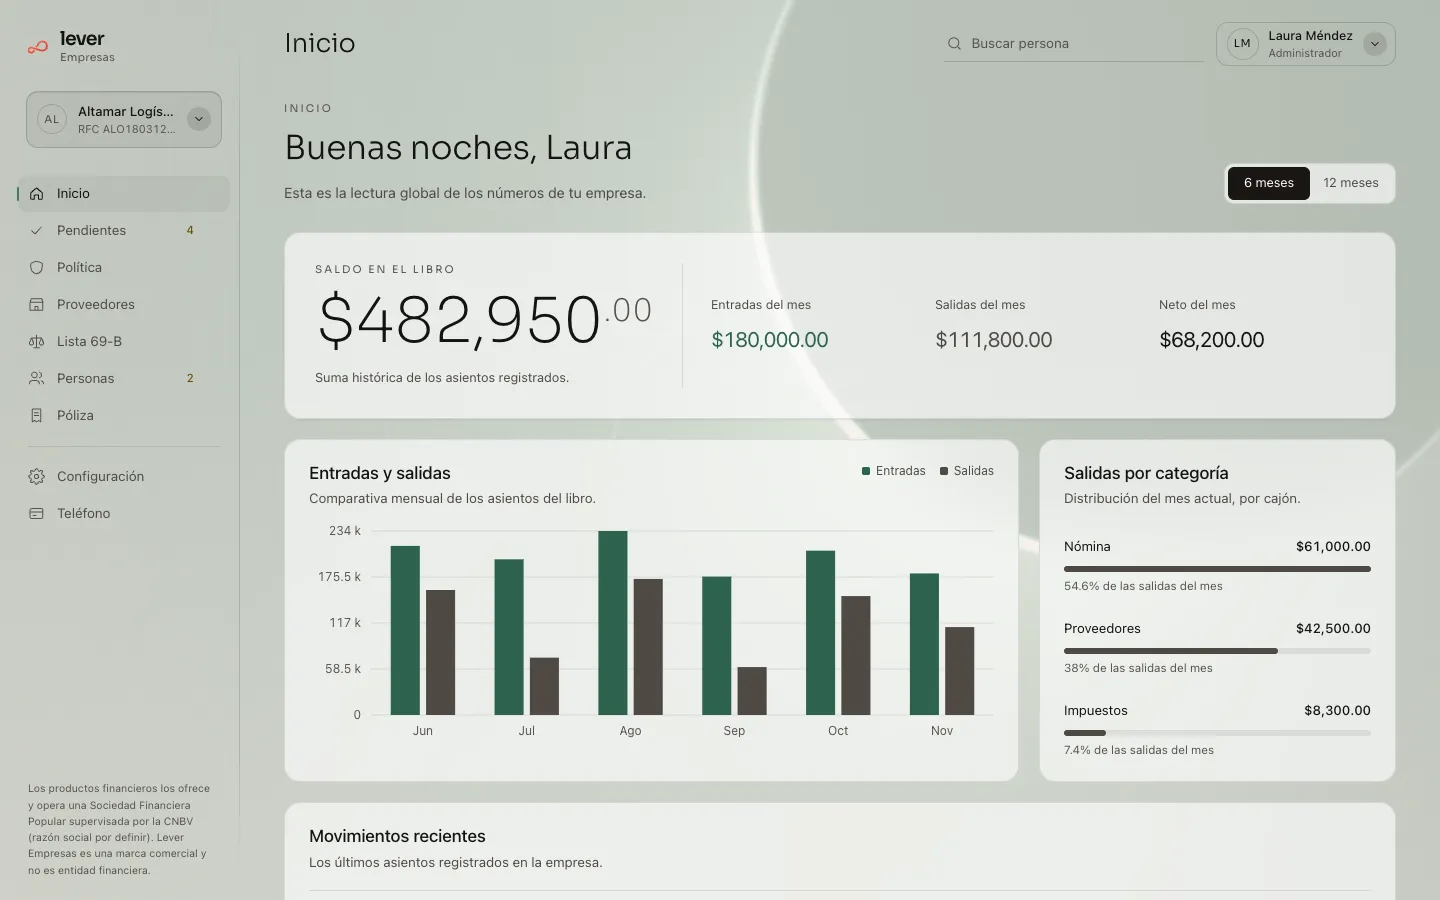 lever
Empresas
AL
Altamar Logís...
RFC ALO180312...
Inicio
Pendientes 4
Política
Proveedores
Lista 69-B
Personas 2
Póliza
Configuración
Teléfono
Los productos financieros los ofrece
y opera una Sociedad Financiera
Popular supervisada por la CNBV
(razón social por definir). Lever
Empresas es una marca comercial y
no es entidad financiera.
Inicio
Buscar persona
LM
Laura Méndez
Administrador
INICIO
Buenas noches, Laura
Esta es la lectura global de los números de tu empresa.
6 meses 12 meses
SALDO EN EL LIBRO
$482,950.00
Suma histórica de los asientos registrados.
Entradas del mes
$180,000.00
Salidas del mes
$111,800.00
Neto del mes
$68,200.00
Entradas y salidas
Comparativa mensual de los asientos del libro.
Entradas Salidas
234 k
175.5 k
117 k
58.5 k
0
Jun Jul Ago Sep Oct Nov
Salidas por categoría
Distribución del mes actual, por cajón.
Nómina $61,000.00
54.6% de las salidas del mes
Proveedores $42,500.00
38% de las salidas del mes
Impuestos $8,300.00
7.4% de las salidas del mes
Movimientos recientes
Los últimos asientos registrados en la empresa.